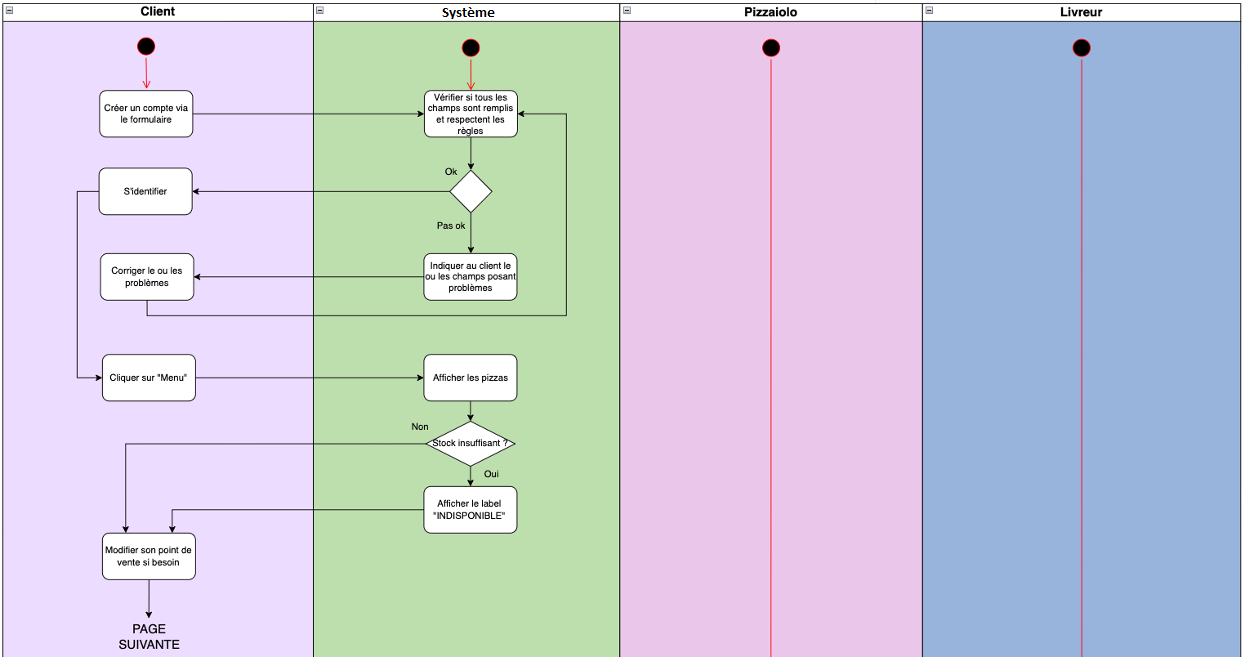 Client
Système
Pizzaiolo
Livreur
Créer un compte via
le formulaire
Vérifier si tous les
champs sont remplis
et respectent les
règles
Ok
S'identifier
Pas ok
Corriger le ou les
problèmes
Indiquer au client le
ou les champs posant
problèmes
Cliquer sur "Menu"
Afficher les pizzas
Non
Stock insuffisant ?
Oui
Afficher le label
"INDISPONIBLE"
Modifier son point de
vente si besoin
PAGE
SUIVANTE